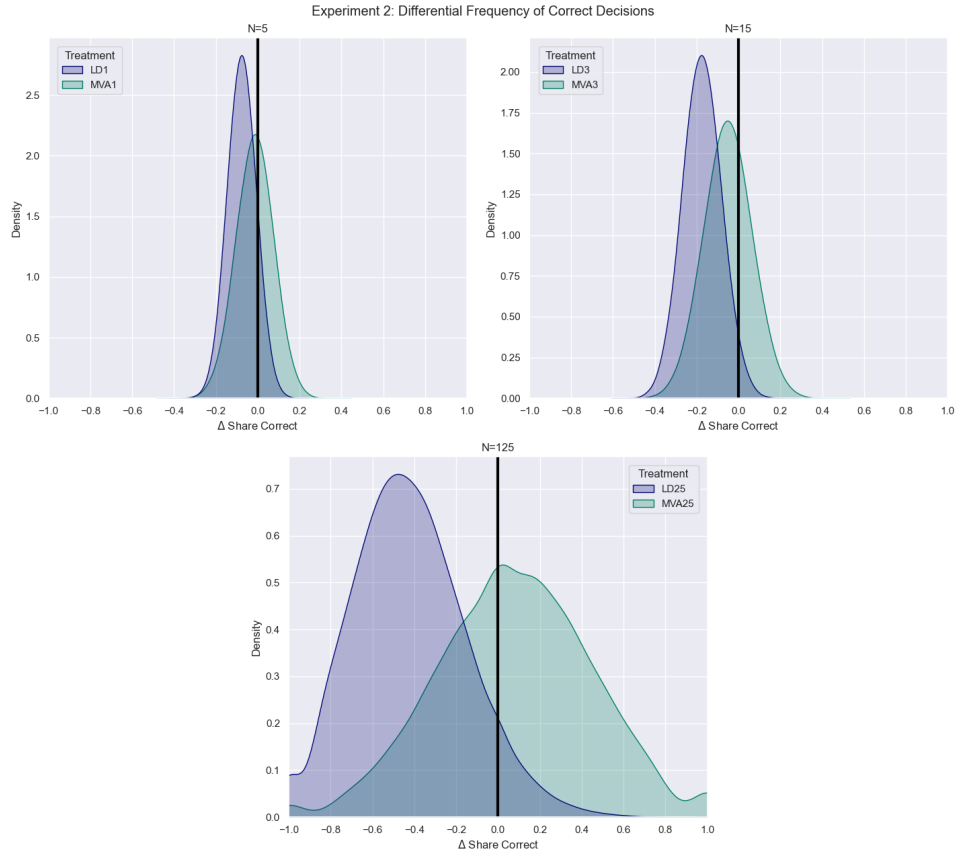 Experiment 2: Differential Frequency of Correct Decisions
N=5
Treatment
LD1
MVA1
Density
0.0
0.5
1.0
1.5
2.0
2.5
−1.0 −0.8 −0.6 −0.4 −0.2 0.0 0.2 0.4 0.6 0.8 1.0
Δ Share Correct
N=15
Treatment
LD3
MVA3
Density
0.00
0.25
0.50
0.75
1.00
1.25
1.50
1.75
2.00
−1.0 −0.8 −0.6 −0.4 −0.2 0.0 0.2 0.4 0.6 0.8 1.0
Δ Share Correct
N=125
Treatment
LD25
MVA25
Density
0.0
0.1
0.2
0.3
0.4
0.5
0.6
0.7
−1.0 −0.8 −0.6 −0.4 −0.2 0.0 0.2 0.4 0.6 0.8 1.0
Δ Share Correct